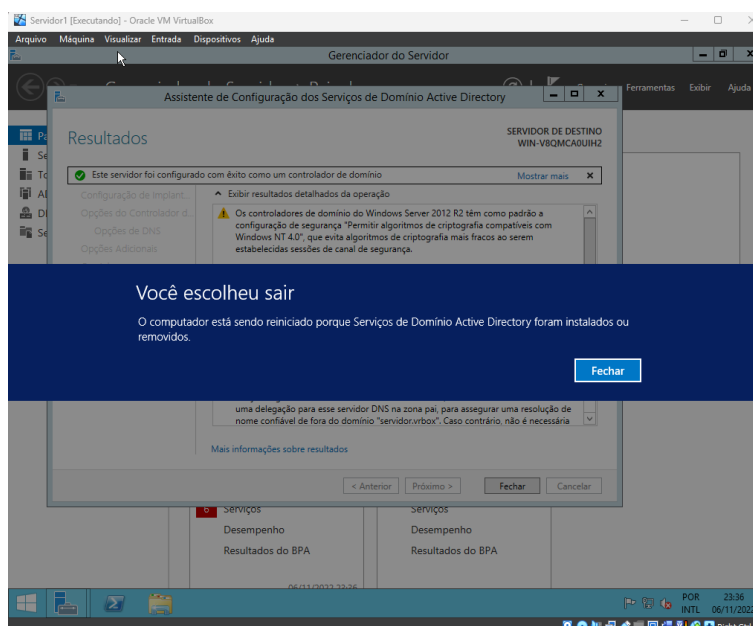 Servidor1 [Executando] - Oracle VM VirtualBox
Arquivo Máquina Visualizar Entrada Dispositivos Ajuda
Gerenciador do Servidor
Ferramentas Exibir Ajuda
Assistente de Configuração dos Serviços de Domínio Active Directory
Resultados
SERVIDOR DE DESTINO
WIN-V8QMCA0UIH2
Este servidor foi configurado com êxito como um controlador de domínio
Mostrar mais
Configuração de Implant...
Exibir resultados detalhados da operação
Opções do Controlador d...
Opções de DNS
Opções Adicionais
Os controladores de domínio do Windows Server 2012 R2 têm como padrão a
configuração de segurança "Permitir algoritmos de criptografia compatíveis com
Windows NT 4.0", que evita algoritmos de criptografia mais fracos ao serem
estabelecidas sessões de canal de segurança.
Você escolheu sair
O computador está sendo reiniciado porque Serviços de Domínio Active Directory foram instalados ou
removidos.
Fechar
uma delegação para esse servidor DNS na zona pai, para assegurar uma resolução de
nome confiável de fora do domínio "servidor.vrbox". Caso contrário, não é necessária
Mais informações sobre resultados
< Anterior Próximo > Fechar Cancelar
6 Serviços
Desempenho
Resultados do BPA
Serviços
Desempenho
Resultados do BPA
06/11/2022 23:36
POR
INTL
23:36
06/11/2022
Right Ctrl